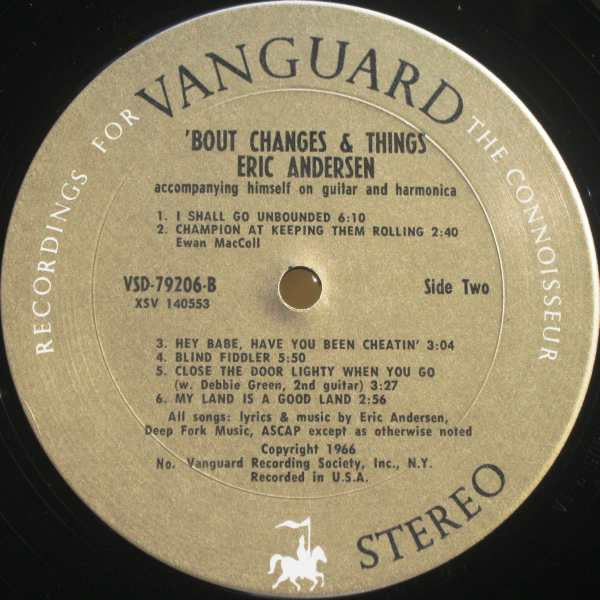 RECORDINGS FOR VANGUARD THE CONNOISSEUR
'BOUT CHANGES & THINGS
ERIC ANDERSEN
accompanying himself on guitar and harmonica
1. I SHALL GO UNBOUNDED 6:10
2. CHAMPION AT KEEPING THEM ROLLING 2:40
Ewan MacColl
VSD-79206-B
XSV 140553
Side Two
3. HEY BABE, HAVE YOU BEEN CHEATIN' 3:04
4. BLIND FIDDLER 5:50
5. CLOSE THE DOOR LIGHTY WHEN YOU GO
(w. Debbie Green, 2nd guitar) 3:27
6. MY LAND IS A GOOD LAND 2:56
All songs: lyrics & music by Eric Andersen,
Deep Fork Music, ASCAP except as otherwise noted
Copyright 1966
No. Vanguard Recording Society, Inc., N.Y.
Recorded in U.S.A.
STEREO